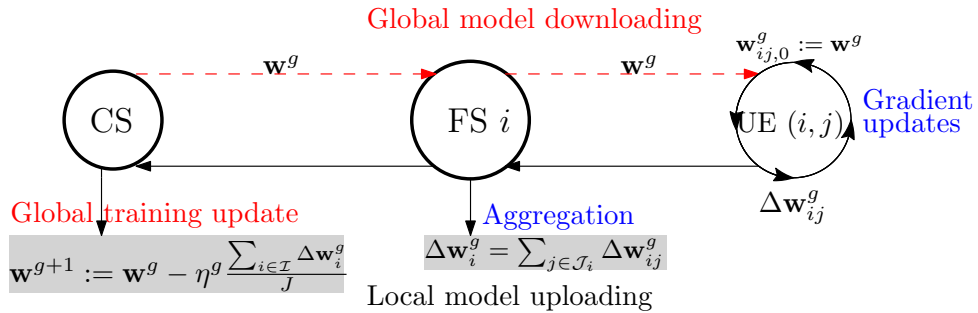 Global model downloading
𝐰^g
𝐰^g
𝐰^g_{ij,0} := 𝐰^g
CS
FS i
UE (i, j)
Gradient
updates
Δ𝐰^g_{ij}
Global training update
Aggregation
𝐰^{g+1} := 𝐰^g − η^g \frac{∑_{i∈ℐ} Δ𝐰^g_i}{J}
Δ𝐰^g_i = ∑_{j∈𝒥_i} Δ𝐰^g_{ij}
Local model uploading